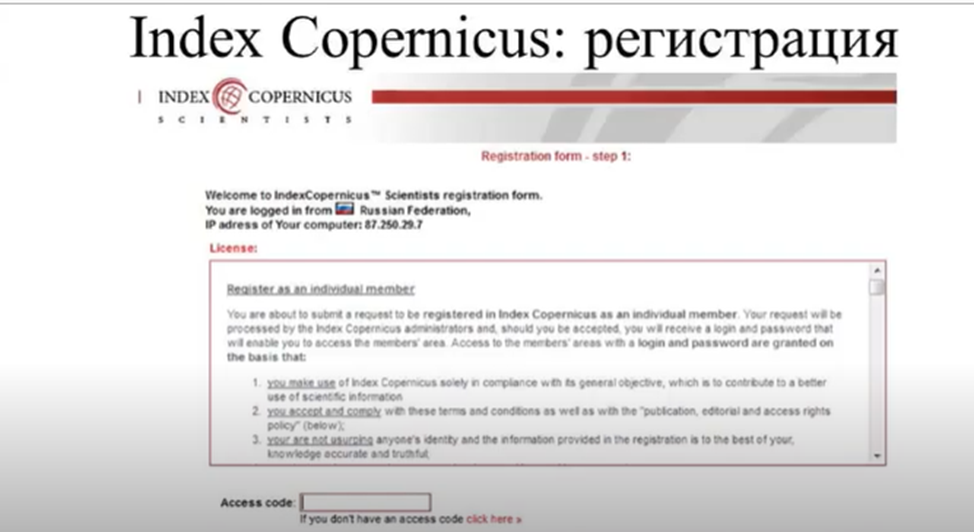 Index Copernicus: регистрация
INDEX COPERNICUS
SCIENTISTS
Registration form - step 1:
Welcome to IndexCopernicus™ Scientists registration form.
You are logged in from Russian Federation,
IP adress of Your computer: 87.250.29.7
License:
Register as an individual member
You are about to submit a request to be registered in Index Copernicus as an individual member. Your request will be
processed by the Index Copernicus administrators and, should you be accepted, you will receive a login and password that
will enable you to access the members' area. Access to the members' areas with a login and password are granted on
the basis that:
1. you make use of Index Copernicus solely in compliance with its general objective, which is to contribute to a better
use of scientific information
2. you accept and comply with these terms and conditions as well as with the "publication, editorial and access rights
policy" (below);
3. your are not usurping anyone's identity and the information provided in the registration is to the best of your,
knowledge accurate and truthful;
Access code:
If you don't have an access code click here »